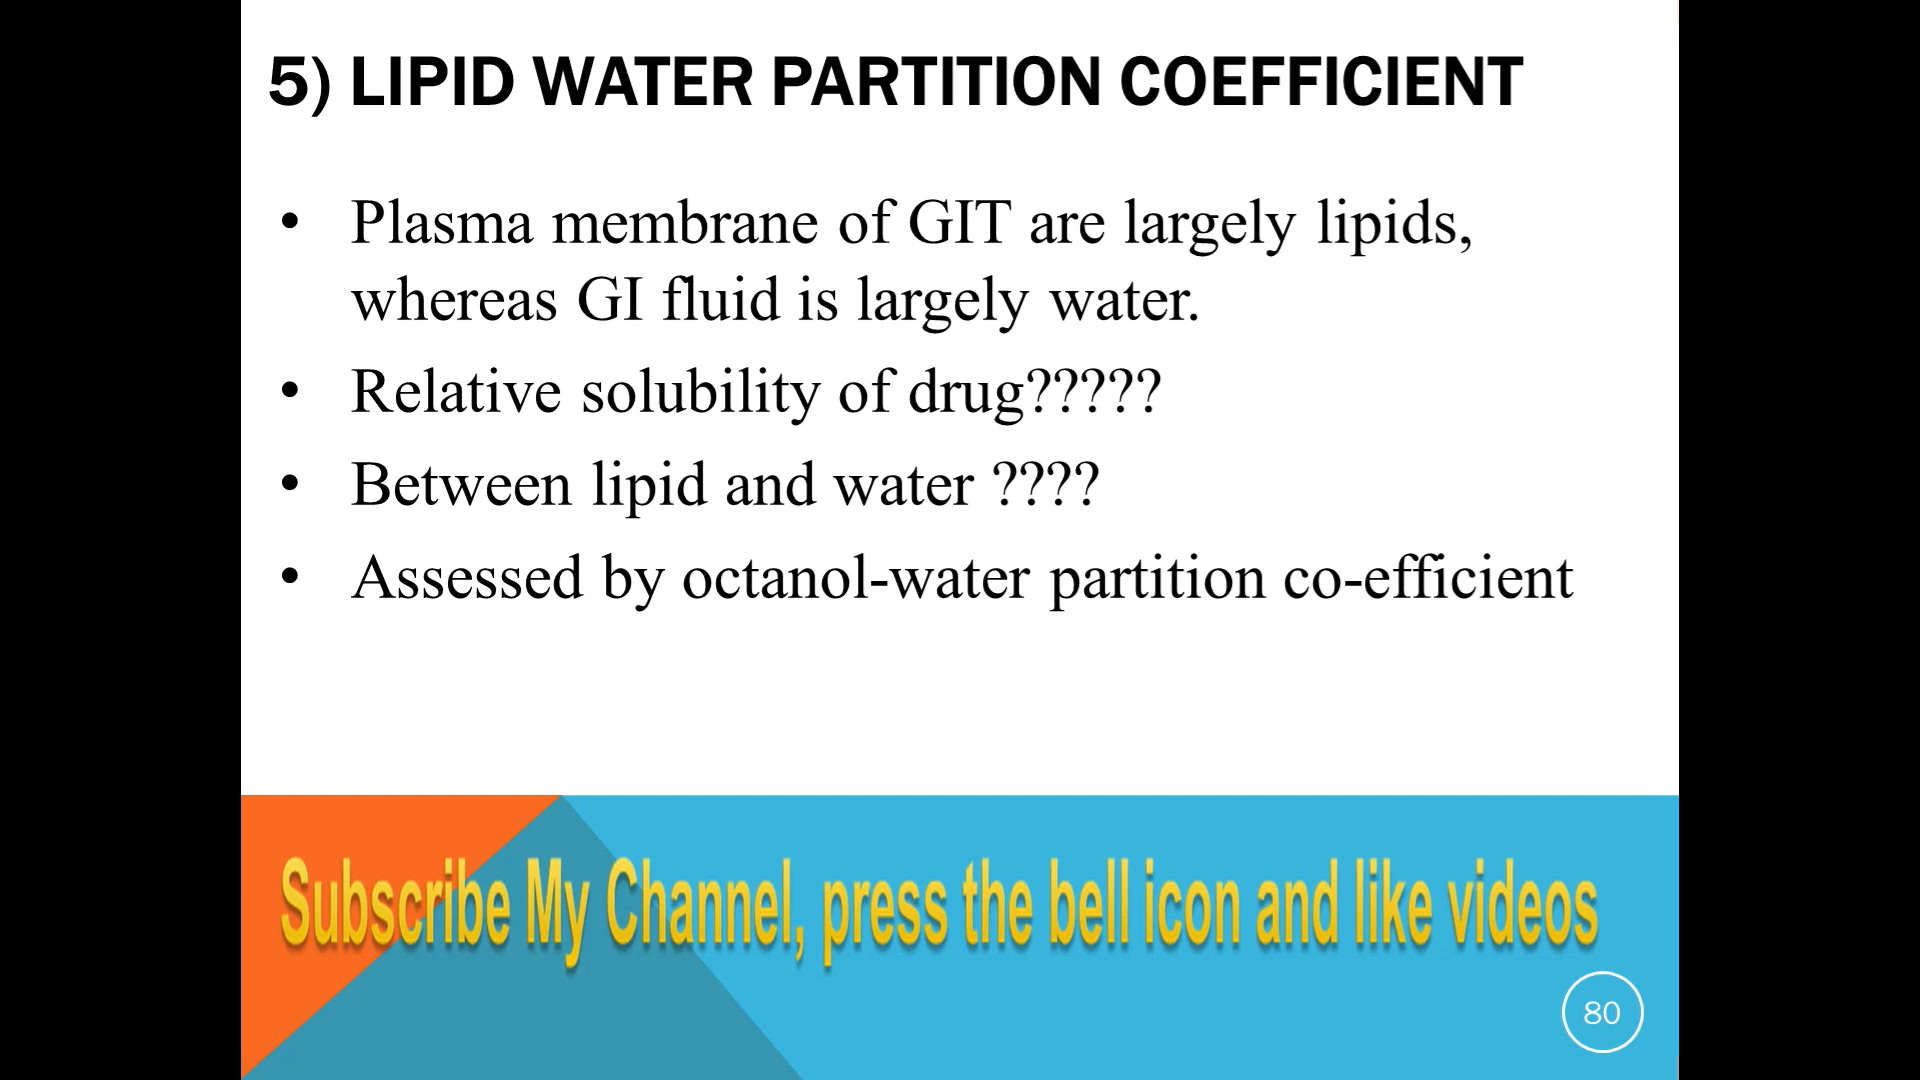 5) LIPID WATER PARTITION COEFFICIENT
• Plasma membrane of GIT are largely lipids,
whereas GI fluid is largely water.
• Relative solubility of drug?????
• Between lipid and water ????
• Assessed by octanol-water partition co-efficient
Subscribe My Channel, press the bell icon and like videos
80